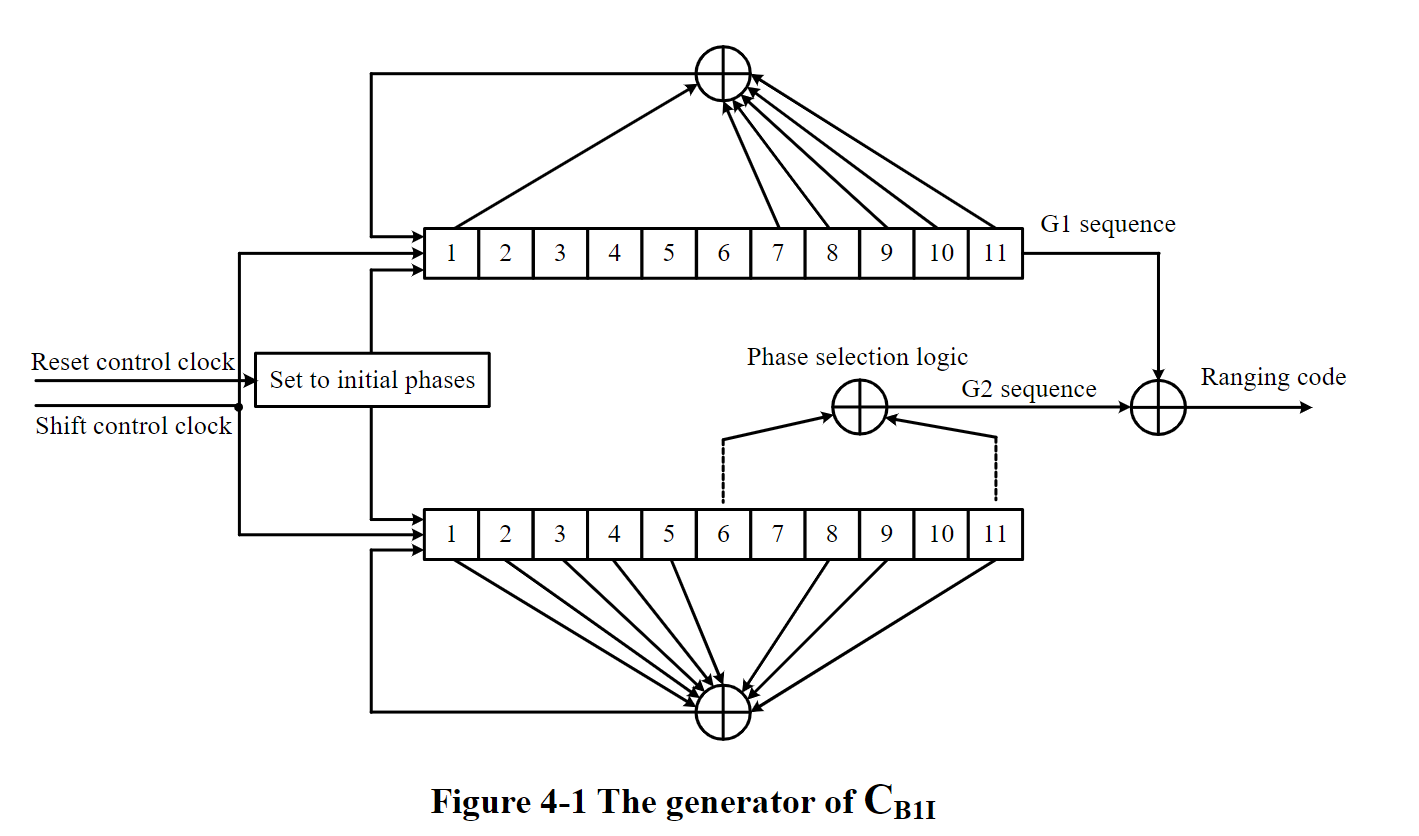 1 2 3 4 5 6 7 8 9 10 11
G1 sequence
Reset control clock
Set to initial phases
Shift control clock
Phase selection logic
G2 sequence
Ranging code
1 2 3 4 5 6 7 8 9 10 11
Figure 4-1 The generator of CB1I